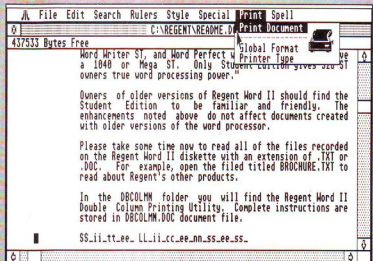 File Edit Search Rulers Style Special Print Spell
C:\REGENT\README.D
Print Document
437533 Bytes Free
Global Format
Printer Type
Word Writer ST, and Word Perfect w
a 1040 or Mega ST. Only Student Edition gives 520 ST
owners true word processing power."
Owners of older versions of Regent Word II should find the
Student Edition to be familiar and friendly. The
enhancements noted above do not affect documents created
with older versions of the word processor.
Please take some time now to read all of the files recorded
on the Regent Word II diskette with an extension of .TXT or
.DOC. For example, open the filed titled BROCHURE.TXT to
read about Regent's other products.
In the DBCOLMN folder you will find the Regent Word II
Double Column Printing Utility. Complete instructions are
stored in DBCOLMN.DOC document file.
SS_ii_tt_ee_ LL_ii_cc_ee_nn_ss_ee_ss_